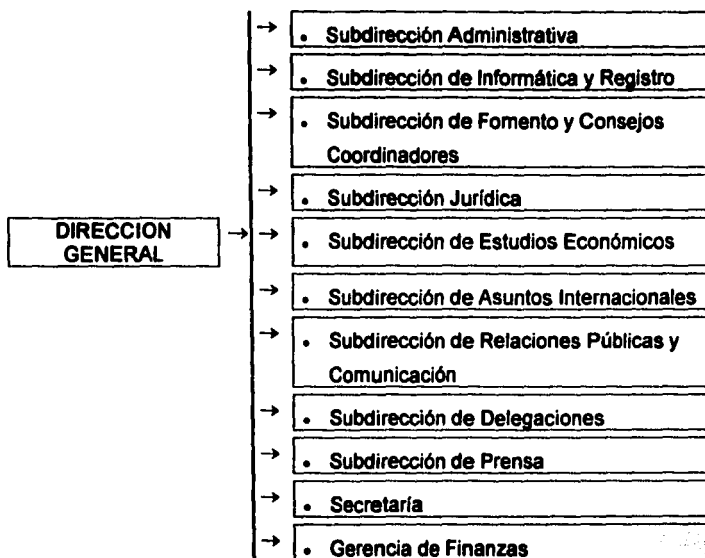 → • Subdirección Administrativa
→ • Subdirección de Informática y Registro
→ • Subdirección de Fomento y Consejos
Coordinadores
→ • Subdirección Jurídica
DIRECCION
GENERAL
→ → • Subdirección de Estudios Económicos
→ • Subdirección de Asuntos Internacionales
→ • Subdirección de Relaciones Públicas y
Comunicación
→ • Subdirección de Delegaciones
→ • Subdirección de Prensa
→ • Secretaría
→ • Gerencia de Finanzas